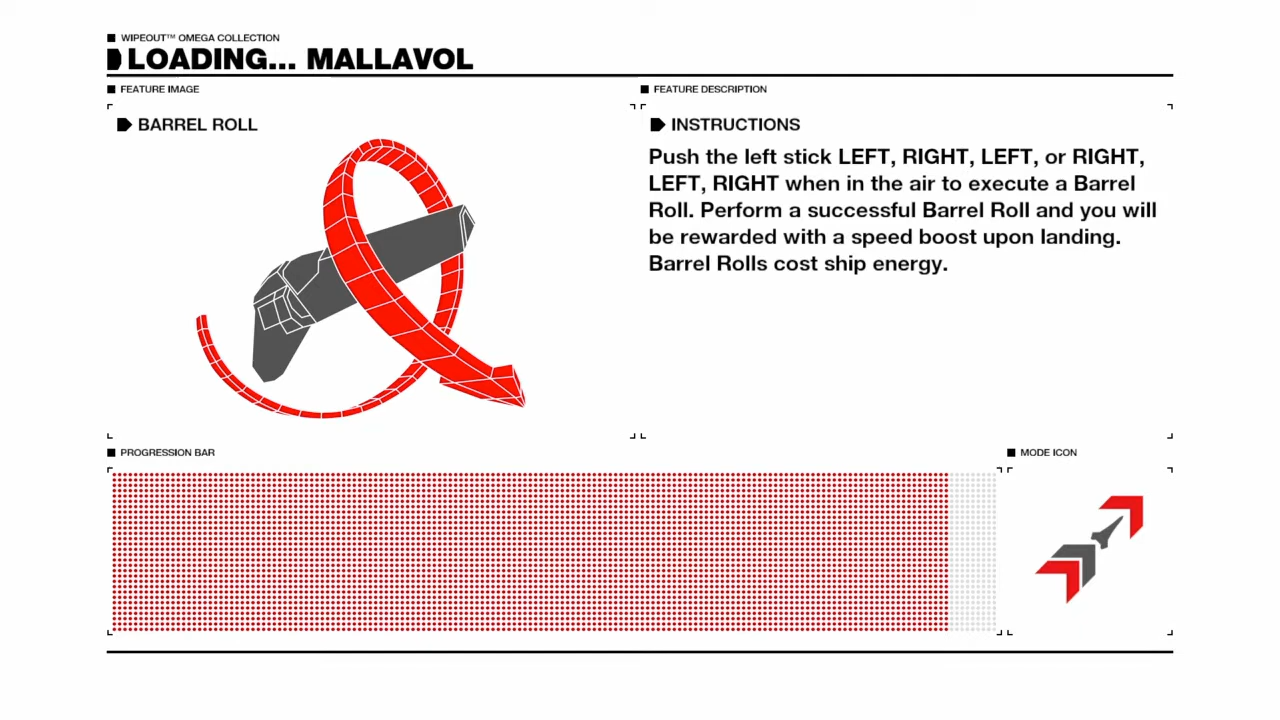 WIPEOUT™ OMEGA COLLECTION
LOADING... MALLAVOL
FEATURE IMAGE
BARREL ROLL
FEATURE DESCRIPTION
INSTRUCTIONS
Push the left stick LEFT, RIGHT, LEFT, or RIGHT,
LEFT, RIGHT when in the air to execute a Barrel
Roll. Perform a successful Barrel Roll and you will
be rewarded with a speed boost upon landing.
Barrel Rolls cost ship energy.
PROGRESSION BAR
MODE ICON